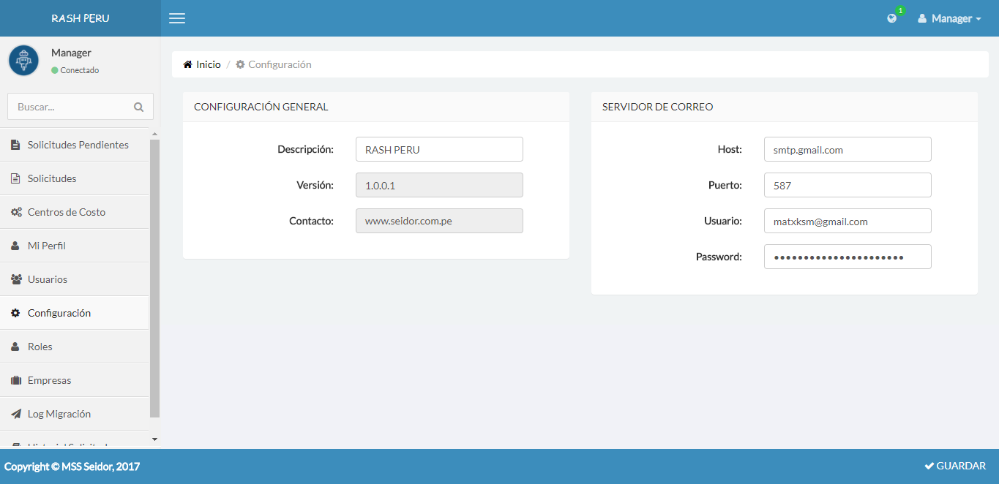 RASH PERU
1
Manager
Manager
Conectado
Buscar...
Solicitudes Pendientes
Solicitudes
Centros de Costo
Mi Perfil
Usuarios
Configuración
Roles
Empresas
Log Migración
Inicio / Configuración
CONFIGURACIÓN GENERAL
Descripción: RASH PERU
Versión: 1.0.0.1
Contacto: www.seidor.com.pe
SERVIDOR DE CORREO
Host: smtp.gmail.com
Puerto: 587
Usuario: matxksm@gmail.com
Password: ••••••••••••••••••••••
Copyright © MSS Seidor, 2017
GUARDAR